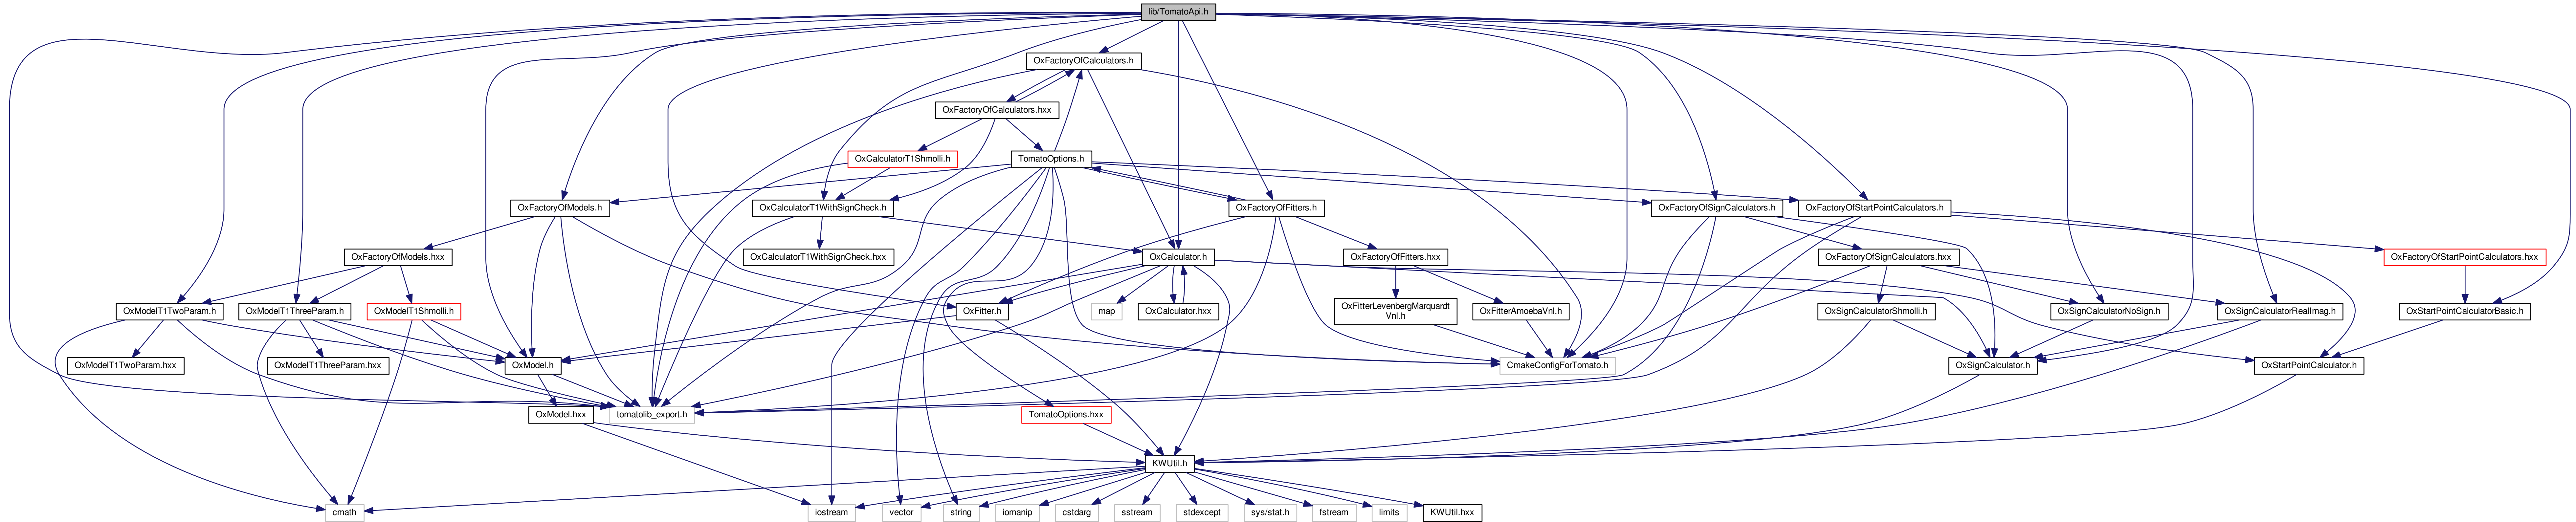 lib/TomatoApi.h
OxFactoryOfCalculators.h
OxFactoryOfCalculators.hxx
OxCalculatorT1Shmolli.h
TomatoOptions.h
OxFactoryOfModels.h
OxCalculatorT1WithSignCheck.h
OxFactoryOfFitters.h
OxFactoryOfSignCalculators.h
OxFactoryOfStartPointCalculators.h
OxFactoryOfModels.hxx
OxCalculatorT1WithSignCheck.hxx
OxCalculator.h
OxFactoryOfFitters.hxx
OxFactoryOfSignCalculators.hxx
OxFactoryOfStartPointCalculators.hxx
OxModelT1TwoParam.h
OxModelT1ThreeParam.h
OxModelT1Shmolli.h
OxFitter.h
map
OxCalculator.hxx
OxFitterLevenbergMarquardt
Vnl.h
OxFitterAmoebaVnl.h
OxSignCalculatorShmolli.h
OxSignCalculatorNoSign.h
OxSignCalculatorRealImag.h
OxStartPointCalculatorBasic.h
OxModelT1TwoParam.hxx
OxModelT1ThreeParam.hxx
OxModel.h
CmakeConfigForTomato.h
OxSignCalculator.h
OxStartPointCalculator.h
OxModel.hxx
tomatolib_export.h
TomatoOptions.hxx
KWUtil.h
cmath
iostream
vector
string
iomanip
cstdarg
sstream
stdexcept
sys/stat.h
fstream
limits
KWUtil.hxx